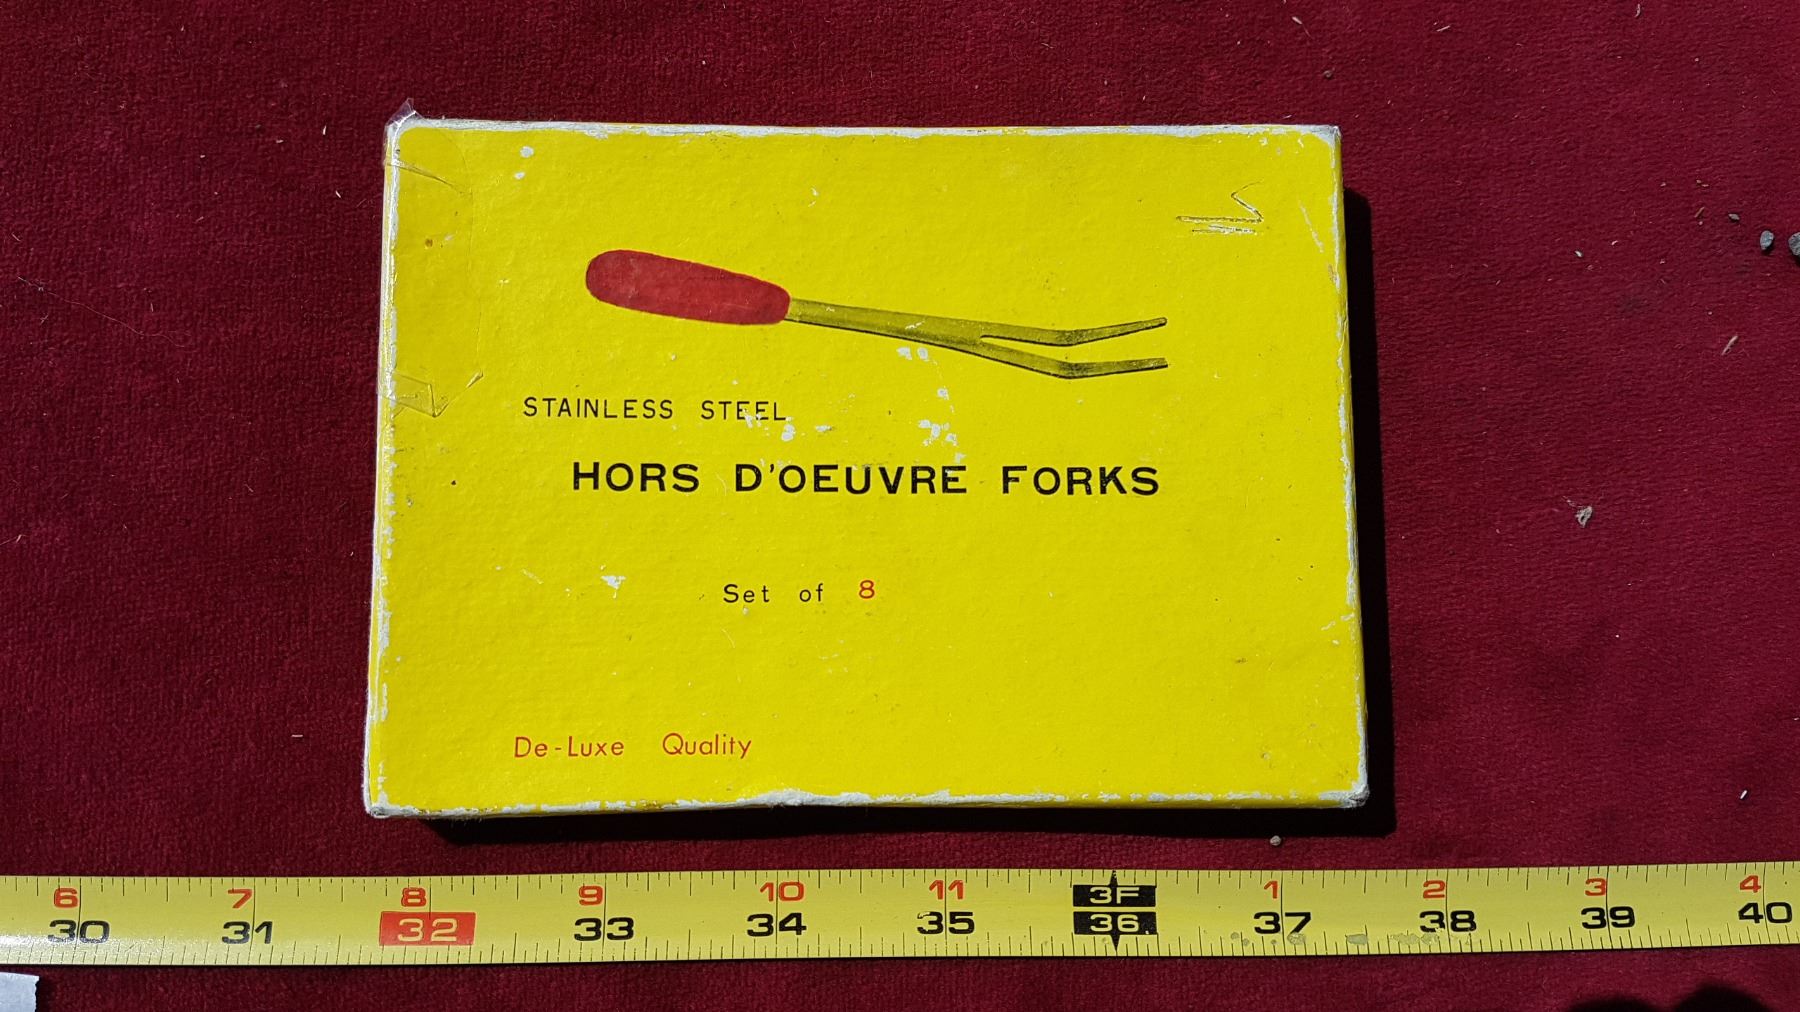 STAINLESS STEEL
HORS D'OEUVRE FORKS
Set of 8
De-Luxe Quality
6 7 8 9 10 11 3F 1 2 3 4
30 31 32 33 34 35 36 37 38 39 40